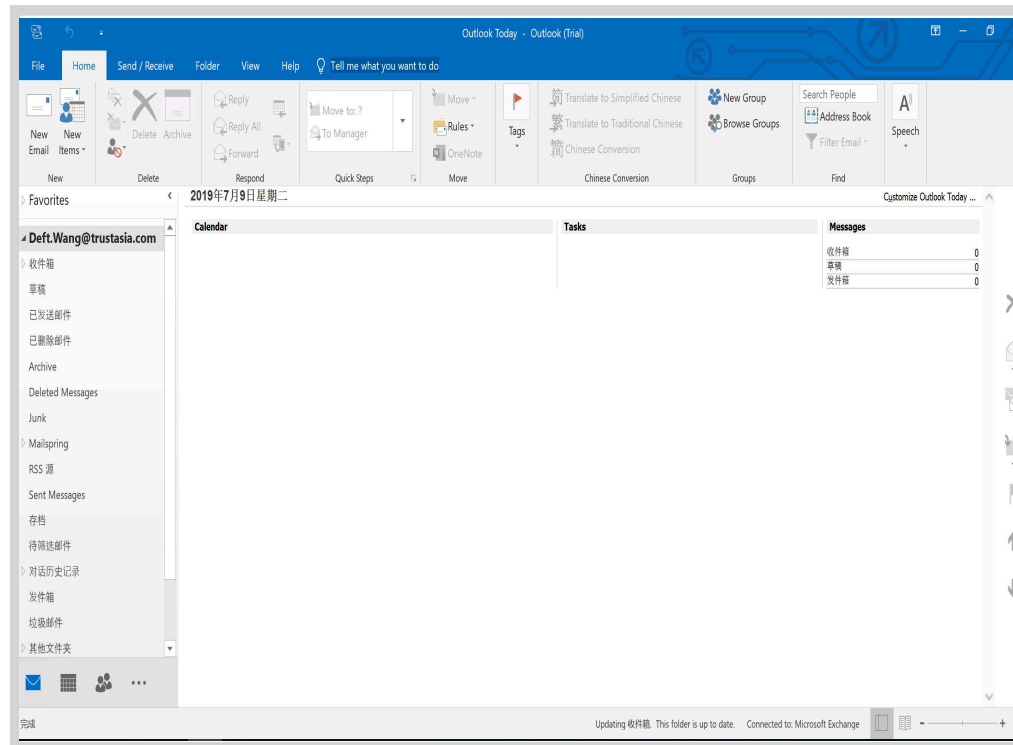 Outlook Today - Outlook (Trial)
File Home Send / Receive Folder View Help Tell me what you want to do
New Email
New Items
Delete
Archive
Reply
Reply All
Forward
Move to: ?
To Manager
Move
Rules
OneNote
Tags
简 Translate to Simplified Chinese
繁 Translate to Traditional Chinese
简 Chinese Conversion
New Group
Browse Groups
Search People
Address Book
Filter Email
A
Speech
New Delete Respond Quick Steps Move Chinese Conversion Groups Find
Favorites
Deft.Wang@trustasia.com
收件箱
草稿
已发送邮件
已删除邮件
Archive
Deleted Messages
Junk
Mailspring
RSS 源
Sent Messages
存档
待筛选邮件
对话历史记录
发件箱
垃圾邮件
其他文件夹
2019年7月9日星期二
Customize Outlook Today ...
Calendar
Tasks
Messages
收件箱 0
草稿 0
发件箱 0
完成
Updating 收件箱. This folder is up to date. Connected to: Microsoft Exchange